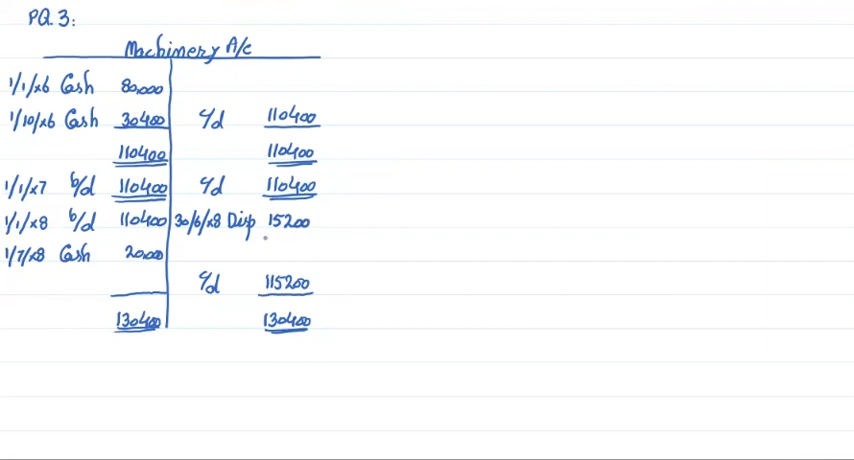 PQ. 3:
Machinery A/c
1/1/x6 Cash 80,000
1/10/x6 Cash 30400 c/d 110400
110400 110400
1/1/x7 b/d 110400 c/d 110400
1/1/x8 b/d 110400 30/6/x8 Disp 15200
1/7/x8 Cash 20,000
c/d 115200
130400 130400